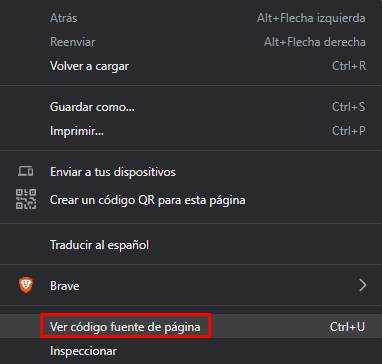 Atrás Alt+Flecha izquierda
Reenviar Alt+Flecha derecha
Volver a cargar Ctrl+R
Guardar como... Ctrl+S
Imprimir... Ctrl+P
Enviar a tus dispositivos
Crear un código QR para esta página
Traducir al español
Brave
Ver código fuente de página Ctrl+U
Inspeccionar